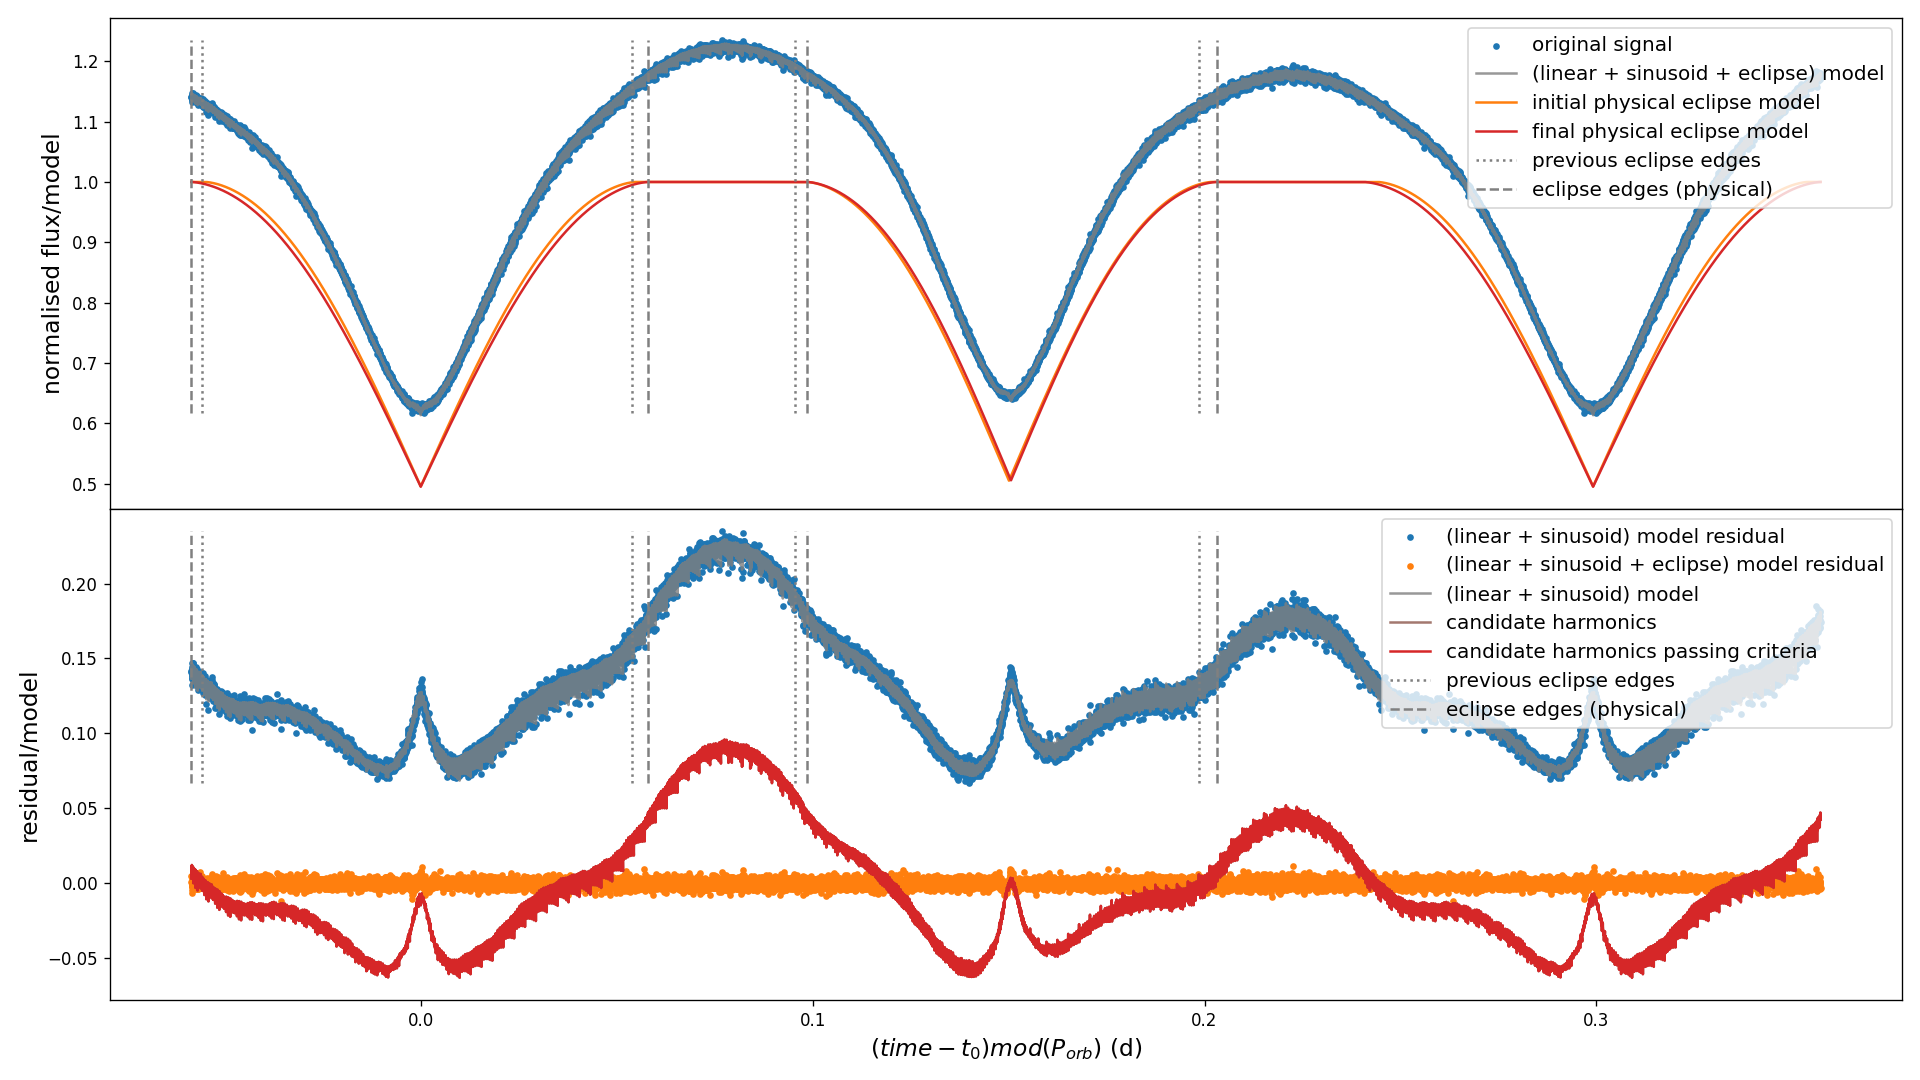 normalised flux/model
1.2
1.1
1.0
0.9
0.8
0.7
0.6
0.5
original signal
(linear + sinusoid + eclipse) model
initial physical eclipse model
final physical eclipse model
previous eclipse edges
eclipse edges (physical)
residual/model
0.20
0.15
0.10
0.05
0.00
−0.05
(linear + sinusoid) model residual
(linear + sinusoid + eclipse) model residual
(linear + sinusoid) model
candidate harmonics
candidate harmonics passing criteria
previous eclipse edges
eclipse edges (physical)
0.0 0.1 0.2 0.3
(time − t₀)mod(P_orb) (d)